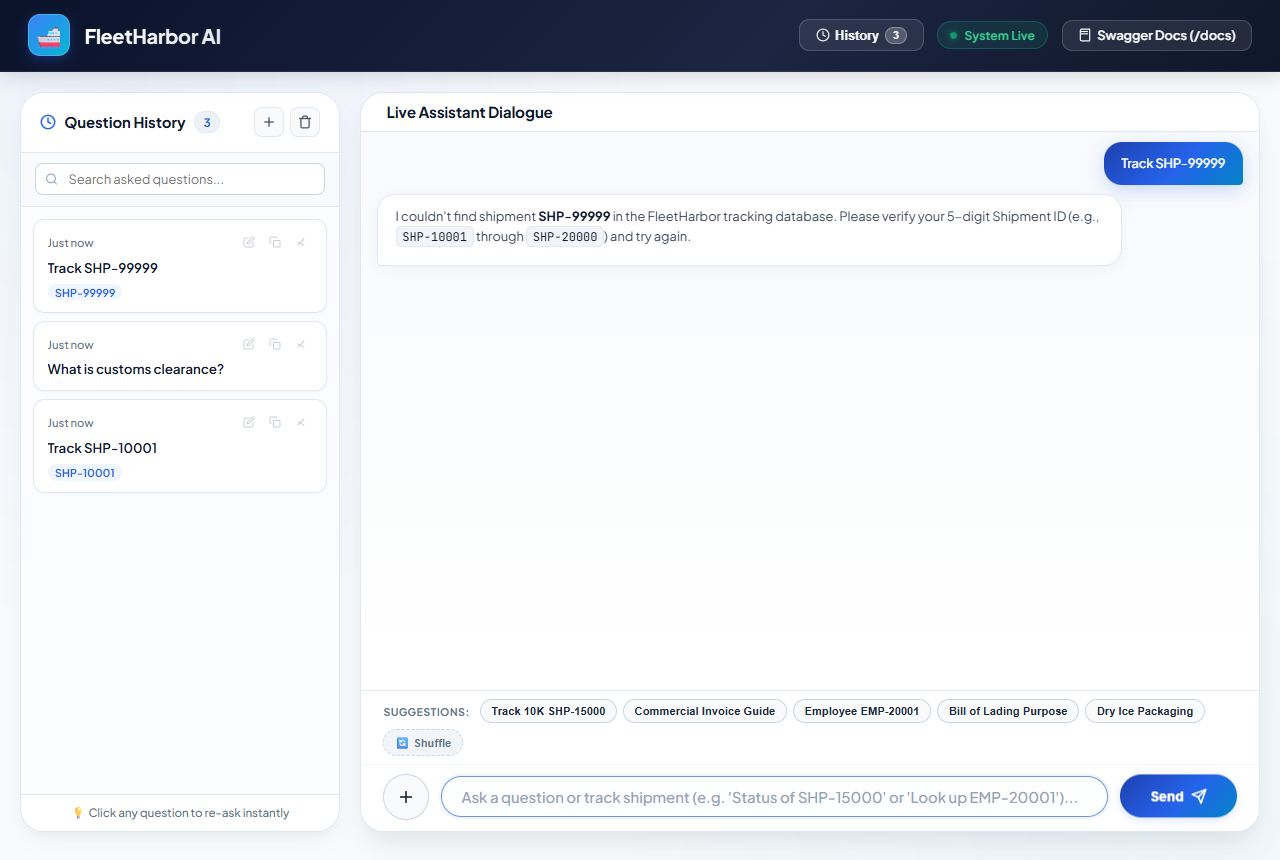 FleetHarbor AI
History 3
System Live
Swagger Docs (/docs)
Question History 3
Search asked questions...
Just now
Track SHP-99999
SHP-99999
Just now
What is customs clearance?
Just now
Track SHP-10001
SHP-10001
💡 Click any question to re-ask instantly
Live Assistant Dialogue
Track SHP-99999
I couldn't find shipment SHP-99999 in the FleetHarbor tracking database. Please verify your 5-digit Shipment ID (e.g.,
SHP-10001 through SHP-20000) and try again.
SUGGESTIONS: Track 10K SHP-15000 Commercial Invoice Guide Employee EMP-20001 Bill of Lading Purpose Dry Ice Packaging
Shuffle
Ask a question or track shipment (e.g. 'Status of SHP-15000' or 'Look up EMP-20001')...
Send